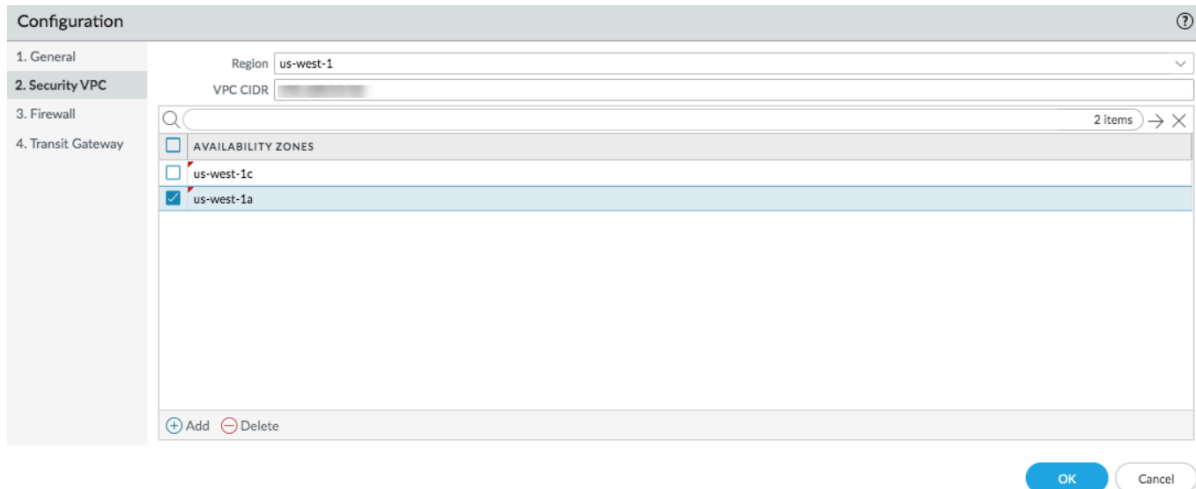 Configuration
1. General
2. Security VPC
3. Firewall
4. Transit Gateway
Region us-west-1
VPC CIDR
2 items
AVAILABILITY ZONES
us-west-1c
us-west-1a
Add Delete
OK Cancel